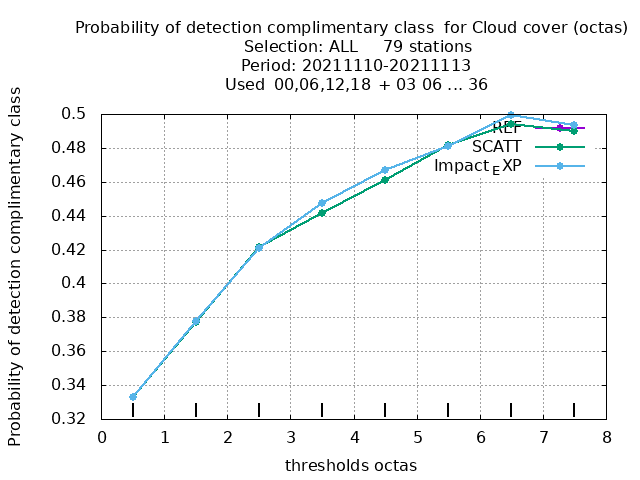 Probability of detection complimentary class  for Cloud cover (octas)
Selection: ALL     79 stations
Period: 20211110-20211113
Used  00,06,12,18  + 03 06 ... 36
Probability of detection complimentary class
0.5
0.48
0.46
0.44
0.42
0.4
0.38
0.36
0.34
0.32
REF
SCATT
Impact_EXP
0 1 2 3 4 5 6 7 8
thresholds octas